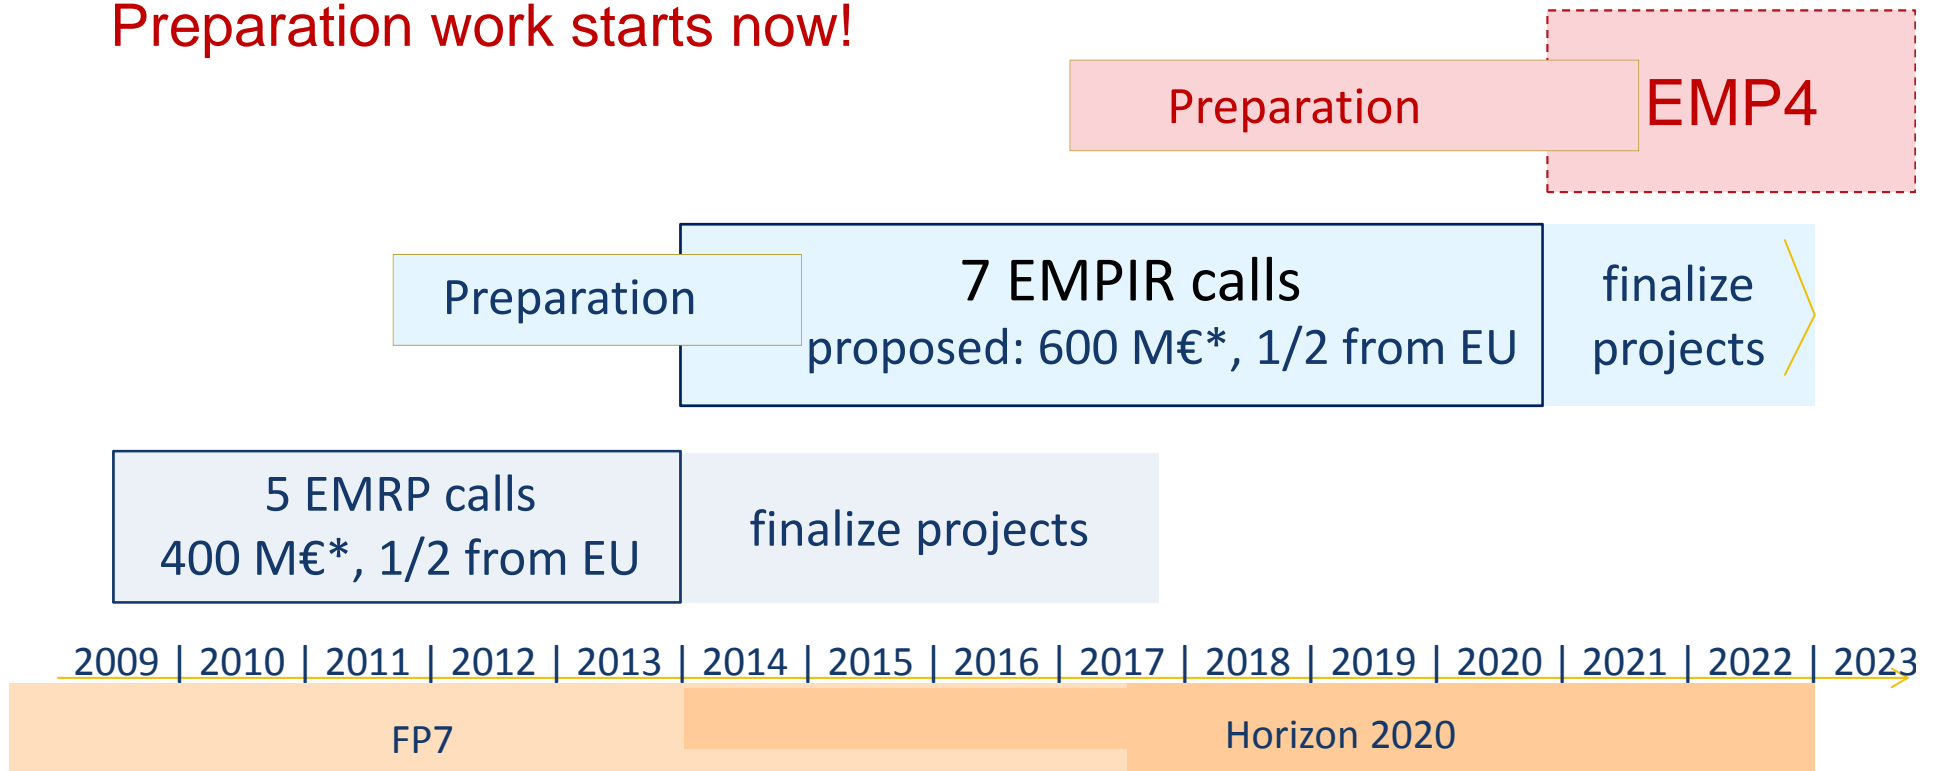 Preparation work starts now!
Preparation
EMP4
Preparation
7 EMPIR calls
proposed: 600 M€*, 1/2 from EU
finalize
projects
5 EMRP calls
400 M€*, 1/2 from EU
finalize projects
2009 | 2010 | 2011 | 2012 | 2013 | 2014 | 2015 | 2016 | 2017 | 2018 | 2019 | 2020 | 2021 | 2022 | 2023
FP7
Horizon 2020